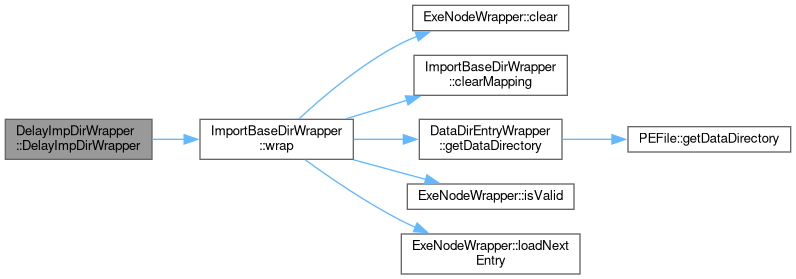 DelayImpDirWrapper
::DelayImpDirWrapper
ImportBaseDirWrapper
::wrap
ExeNodeWrapper::clear
ImportBaseDirWrapper
::clearMapping
DataDirEntryWrapper
::getDataDirectory
PEFile::getDataDirectory
ExeNodeWrapper::isValid
ExeNodeWrapper::loadNext
Entry